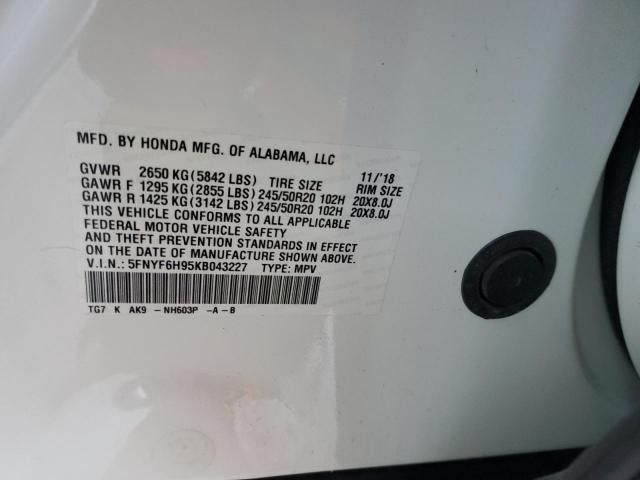 MFD. BY HONDA MFG. OF ALABAMA, LLC
GVWR 2650 KG (5842 LBS) TIRE SIZE 11/'18 RIM SIZE
GAWR F 1295 KG (2855 LBS) 245/50R20 102H 20X8.0J
GAWR R 1425 KG (3142 LBS) 245/50R20 102H 20X8.0J
THIS VEHICLE CONFORMS TO ALL APPLICABLE
FEDERAL MOTOR VEHICLE SAFETY
AND THEFT PREVENTION STANDARDS IN EFFECT
ON THE DATE OF MANUFACTURE SHOWN ABOVE.
V.I.N.: 5FNYF6H95KB043227 TYPE: MPV
TG7 K AK9 -NH603P -A-B